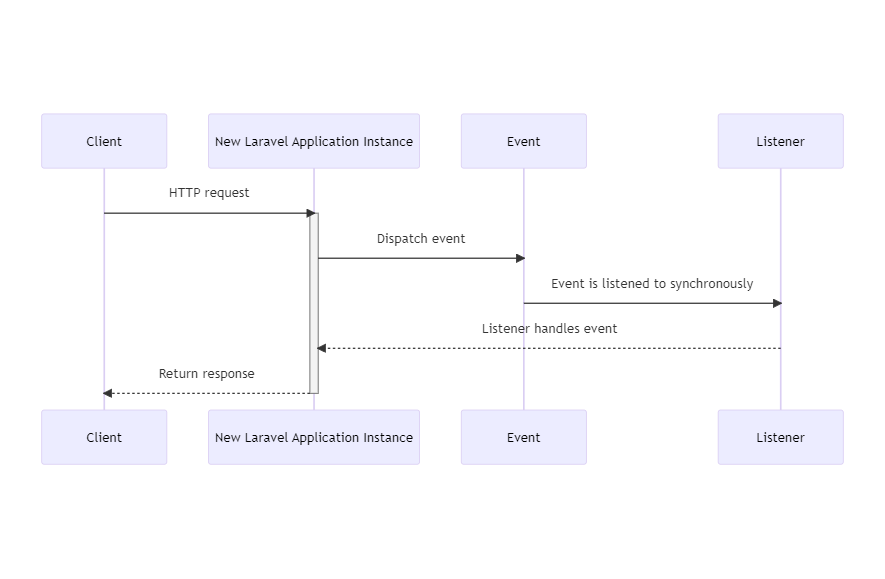 Client
New Laravel Application Instance
Event
Listener
HTTP request
Dispatch event
Event is listened to synchronously
Listener handles event
Return response
Client
New Laravel Application Instance
Event
Listener